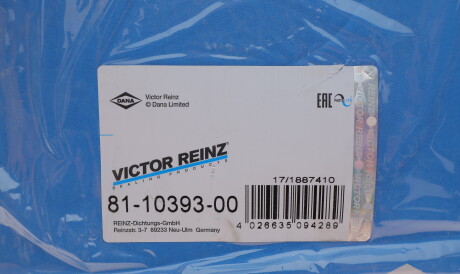 DANA
Victor Reinz
© Dana Limited
EAC
VICTOR REINZ
SEALING PRODUCTS
17/1887410
81-10393-00
4 028635 094289
REINZ-Dichtungs-GmbH
Reinzstr. 3-7 89233 Neu-Ulm Germany